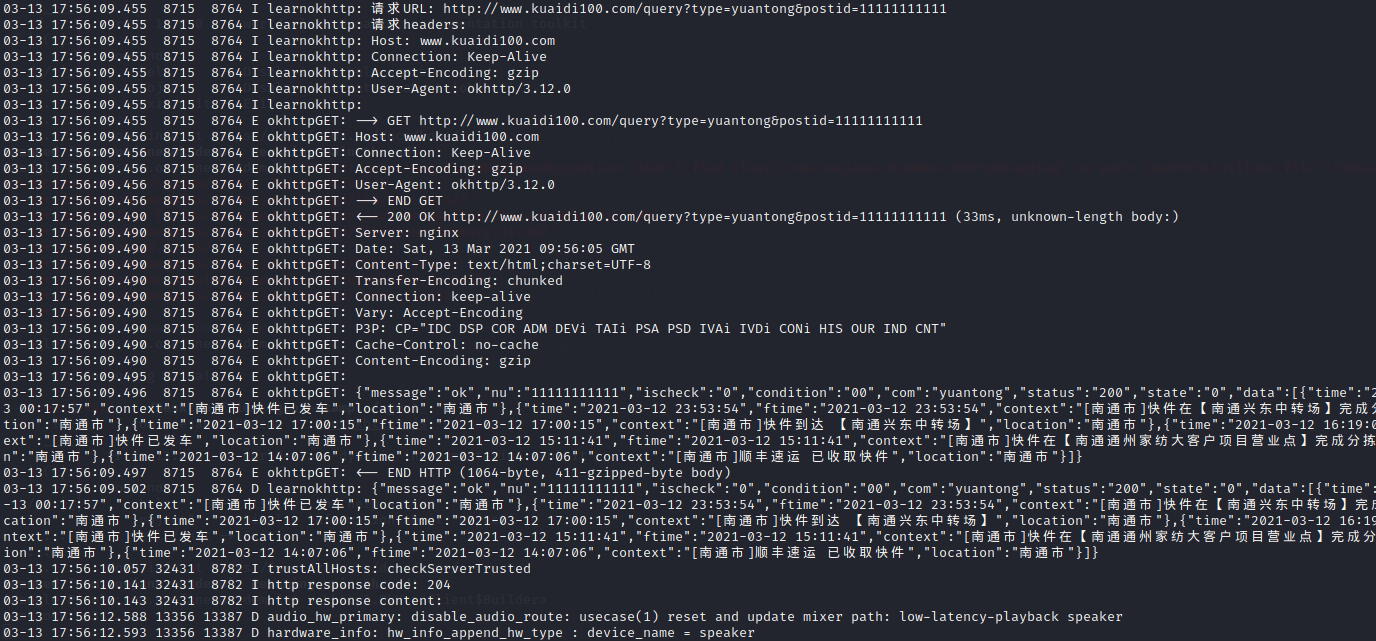 03-13 17:56:09.455  8715  8764 I learnokhttp: 请求URL: http://www.kuaidi100.com/query?type=yuantong&postid=11111111111
03-13 17:56:09.455  8715  8764 I learnokhttp: 请求headers:
03-13 17:56:09.455  8715  8764 I learnokhttp: Host: www.kuaidi100.com
03-13 17:56:09.455  8715  8764 I learnokhttp: Connection: Keep-Alive
03-13 17:56:09.455  8715  8764 I learnokhttp: Accept-Encoding: gzip
03-13 17:56:09.455  8715  8764 I learnokhttp: User-Agent: okhttp/3.12.0
03-13 17:56:09.455  8715  8764 I learnokhttp:
03-13 17:56:09.456  8715  8764 E okhttpGET: --> GET http://www.kuaidi100.com/query?type=yuantong&postid=11111111111
03-13 17:56:09.456  8715  8764 E okhttpGET: Host: www.kuaidi100.com
03-13 17:56:09.456  8715  8764 E okhttpGET: Connection: Keep-Alive
03-13 17:56:09.456  8715  8764 E okhttpGET: Accept-Encoding: gzip
03-13 17:56:09.456  8715  8764 E okhttpGET: User-Agent: okhttp/3.12.0
03-13 17:56:09.456  8715  8764 E okhttpGET: --> END GET
03-13 17:56:09.490  8715  8764 E okhttpGET: <-- 200 OK http://www.kuaidi100.com/query?type=yuantong&postid=11111111111 (33ms, unknown-length body:)
03-13 17:56:09.490  8715  8764 E okhttpGET: Server: nginx
03-13 17:56:09.490  8715  8764 E okhttpGET: Date: Sat, 13 Mar 2021 09:56:05 GMT
03-13 17:56:09.490  8715  8764 E okhttpGET: Content-Type: text/html;charset=UTF-8
03-13 17:56:09.490  8715  8764 E okhttpGET: Transfer-Encoding: chunked
03-13 17:56:09.490  8715  8764 E okhttpGET: Connection: keep-alive
03-13 17:56:09.490  8715  8764 E okhttpGET: Vary: Accept-Encoding
03-13 17:56:09.490  8715  8764 E okhttpGET: P3P: CP="IDC DSP COR ADM DEVi TAIi PSA PSD IVAi IVDi CONi HIS OUR IND CNT"
03-13 17:56:09.490  8715  8764 E okhttpGET: Cache-Control: no-cache
03-13 17:56:09.490  8715  8764 E okhttpGET: Content-Encoding: gzip
03-13 17:56:09.495  8715  8764 E okhttpGET:
03-13 17:56:09.496  8715  8764 E okhttpGET: {"message":"ok","nu":"11111111111","ischeck":"0","condition":"00","com":"yuantong","status":"200","state":"0","data":[{"time":"2
3 00:17:57","context":"[南通市]快件已发车","location":"南通市"},{"time":"2021-03-12 23:53:54","ftime":"2021-03-12 23:53:54","context":"[南通市]快件在【南通兴东中转场】完成分
tion":"南通市"},{"time":"2021-03-12 17:00:15","ftime":"2021-03-12 17:00:15","context":"[南通市]快件到达 【南通兴东中转场】","location":"南通市"},{"time":"2021-03-12 16:19:0
ext":"[南通市]快件已发车","location":"南通市"},{"time":"2021-03-12 15:11:41","ftime":"2021-03-12 15:11:41","context":"[南通市]快件在【南通通州家纺大客户项目营业点】完成分拣
n":"南通市"},{"time":"2021-03-12 14:07:06","ftime":"2021-03-12 14:07:06","context":"[南通市]顺丰速运 已收取快件","location":"南通市"}]}
03-13 17:56:09.497  8715  8764 E okhttpGET: <-- END HTTP (1064-byte, 411-gzipped-byte body)
03-13 17:56:09.502  8715  8764 D learnokhttp: {"message":"ok","nu":"11111111111","ischeck":"0","condition":"00","com":"yuantong","status":"200","state":"0","data":[{"time":
-13 00:17:57","context":"[南通市]快件已发车","location":"南通市"},{"time":"2021-03-12 23:53:54","ftime":"2021-03-12 23:53:54","context":"[南通市]快件在【南通兴东中转场】完成
cation":"南通市"},{"time":"2021-03-12 17:00:15","ftime":"2021-03-12 17:00:15","context":"[南通市]快件到达 【南通兴东中转场】","location":"南通市"},{"time":"2021-03-12 16:19
ntext":"[南通市]快件已发车","location":"南通市"},{"time":"2021-03-12 15:11:41","ftime":"2021-03-12 15:11:41","context":"[南通市]快件在【南通通州家纺大客户项目营业点】完成分
ion":"南通市"},{"time":"2021-03-12 14:07:06","ftime":"2021-03-12 14:07:06","context":"[南通市]顺丰速运 已收取快件","location":"南通市"}]}
03-13 17:56:10.057 32431  8782 I trustAllHosts: checkServerTrusted
03-13 17:56:10.141 32431  8782 I http response code: 204
03-13 17:56:10.143 32431  8782 I http response content:
03-13 17:56:12.588 13356 13387 D audio_hw_primary: disable_audio_route: usecase(1) reset and update mixer path: low-latency-playback speaker
03-13 17:56:12.593 13356 13387 D hardware_info: hw_info_append_hw_type : device_name = speaker